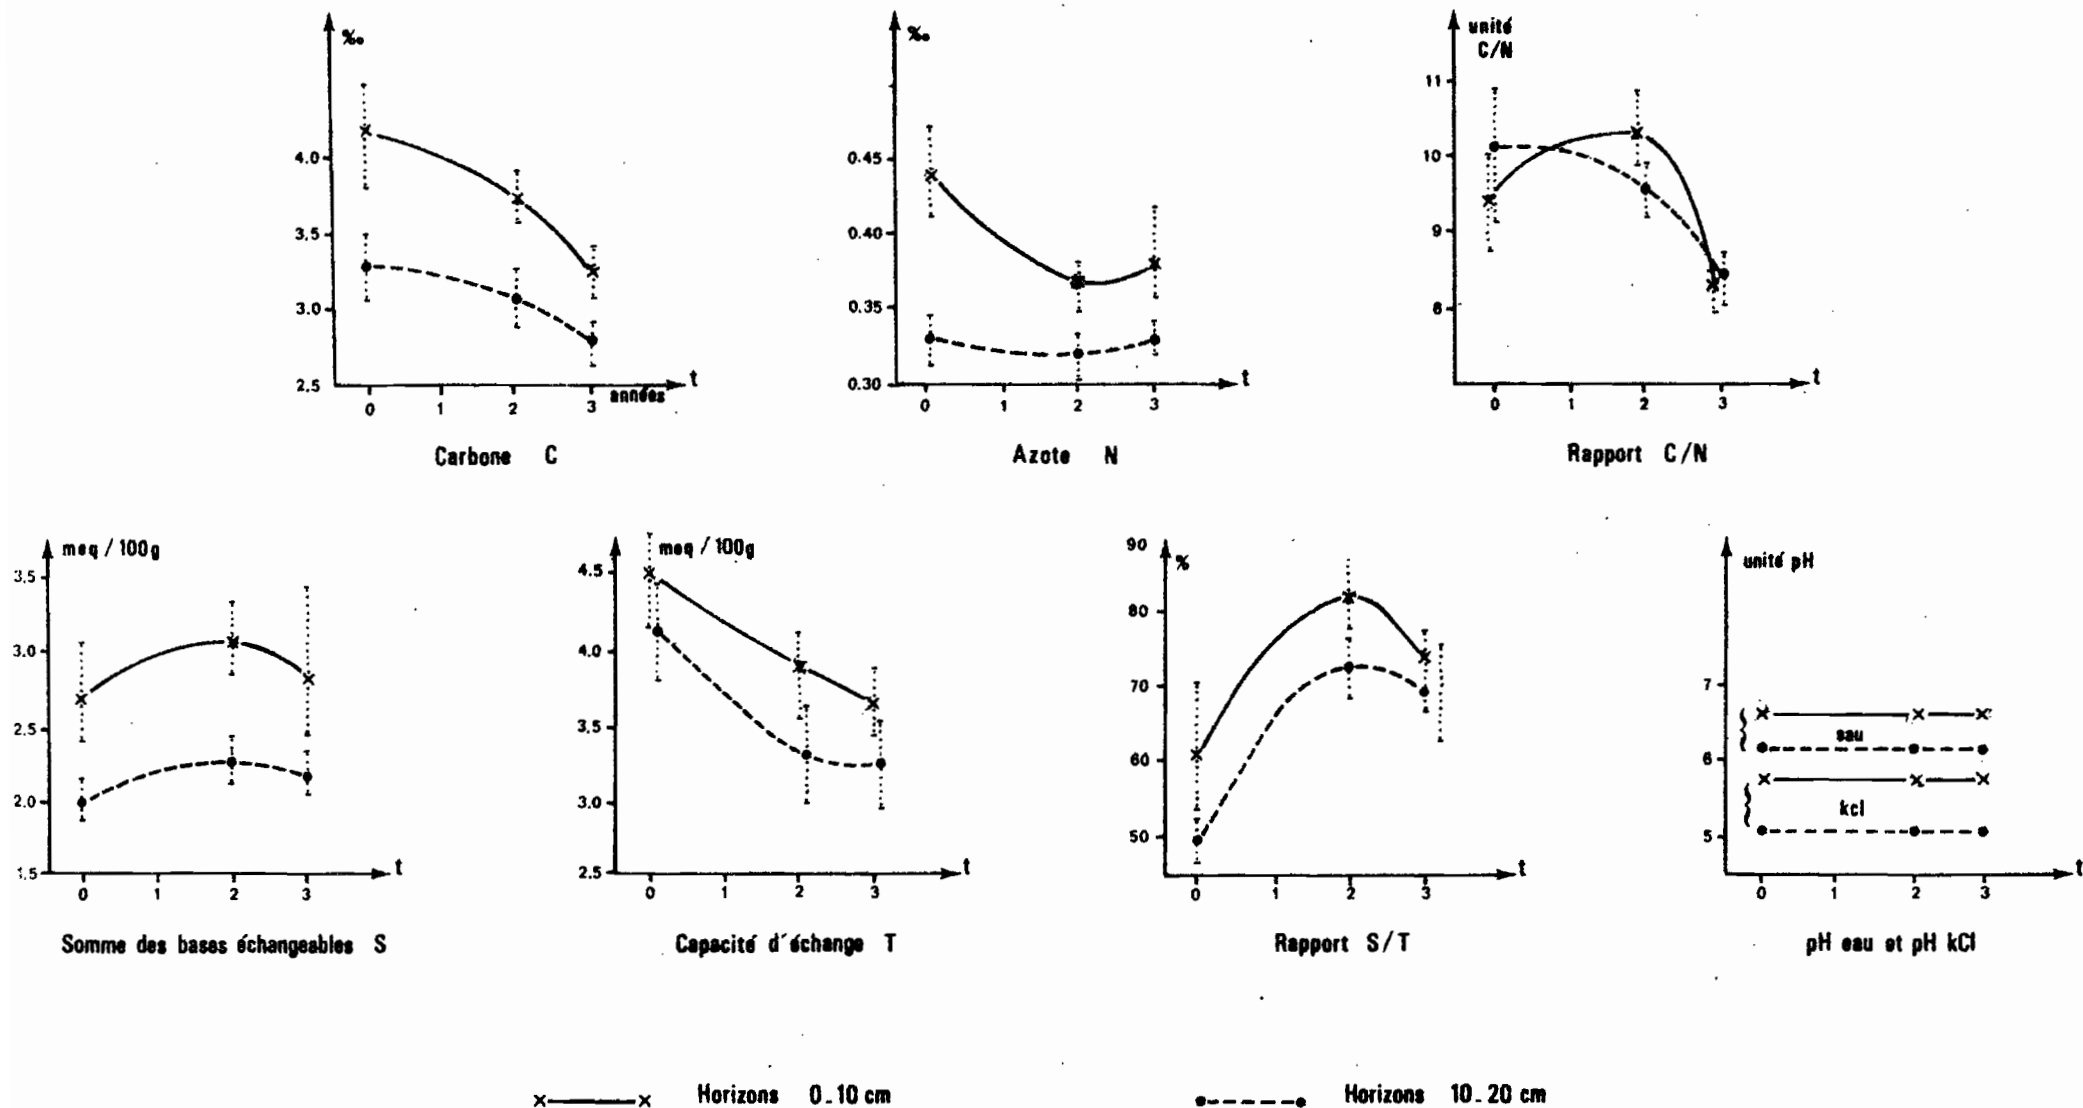 ‰
4.0
3.5
3.0
2.5
0 1 2 3 années t
Carbone C
‰
0.45
0.40
0.35
0.30
0 1 2 3 t
Azote N
unité
C/N
11
10
9
8
0 1 2 3 t
Rapport C/N
meq / 100g
3.5
3.0
2.5
2.0
1.5
0 1 2 3 t
Somme des bases échangeables S
meq / 100g
4.5
4.0
3.5
3.0
2.5
0 1 2 3 t
Capacité d'échange T
90
%
80
70
60
50
0 1 2 3 t
Rapport S/T
unité pH
7
eau
6
kcl
5
0 1 2 3 t
pH eau et pH kCl
Horizons 0_10 cm
Horizons 10_20 cm